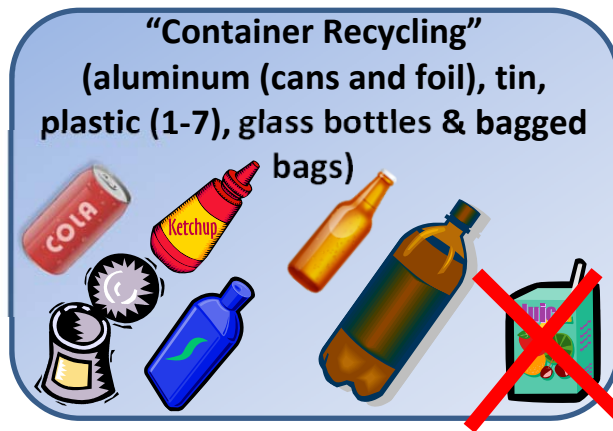 “Container Recycling”
(aluminum (cans and foil), tin,
plastic (1-7), glass bottles & bagged
bags)
COLA
Ketchup
Juice